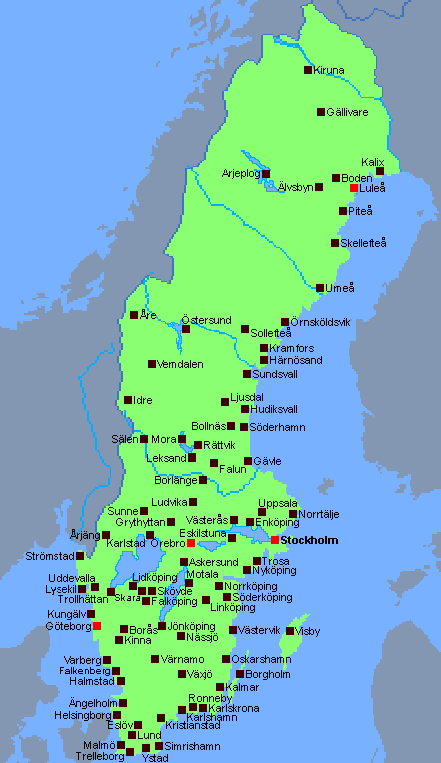 Kiruna
Gällivare
Kalix
Arjeplog
Boden
Älvsbyn
Luleå
Piteå
Skellefteå
Umeå
Åre
Östersund
Örnsköldsvik
Sollefteå
Kramfors
Härnösand
Vemdalen
Sundsvall
Idre
Ljusdal
Hudiksvall
Bollnäs
Söderhamn
Sälen
Mora
Rättvik
Leksand
Falun
Gävle
Borlänge
Ludvika
Uppsala
Sunne
Norrtälje
Grythyttan
Västerås
Enköping
Eskilstuna
Årjäng
Karlstad
Örebro
Stockholm
Strömstad
Trosa
Askersund
Nyköping
Uddevalla
Lidköping
Motala
Lysekil
Norrköping
Trollhättan
Skara
Skövde
Söderköping
Falköping
Linköping
Kungälv
Göteborg
Borås
Jönköping
Västervik
Visby
Kinna
Nässjö
Varberg
Värnamo
Oskarshamn
Falkenberg
Växjö
Borgholm
Halmstad
Kalmar
Ronneby
Ängelholm
Karlskrona
Helsingborg
Karlshamn
Eslöv
Kristianstad
Lund
Malmö
Simrishamn
Trelleborg
Ystad